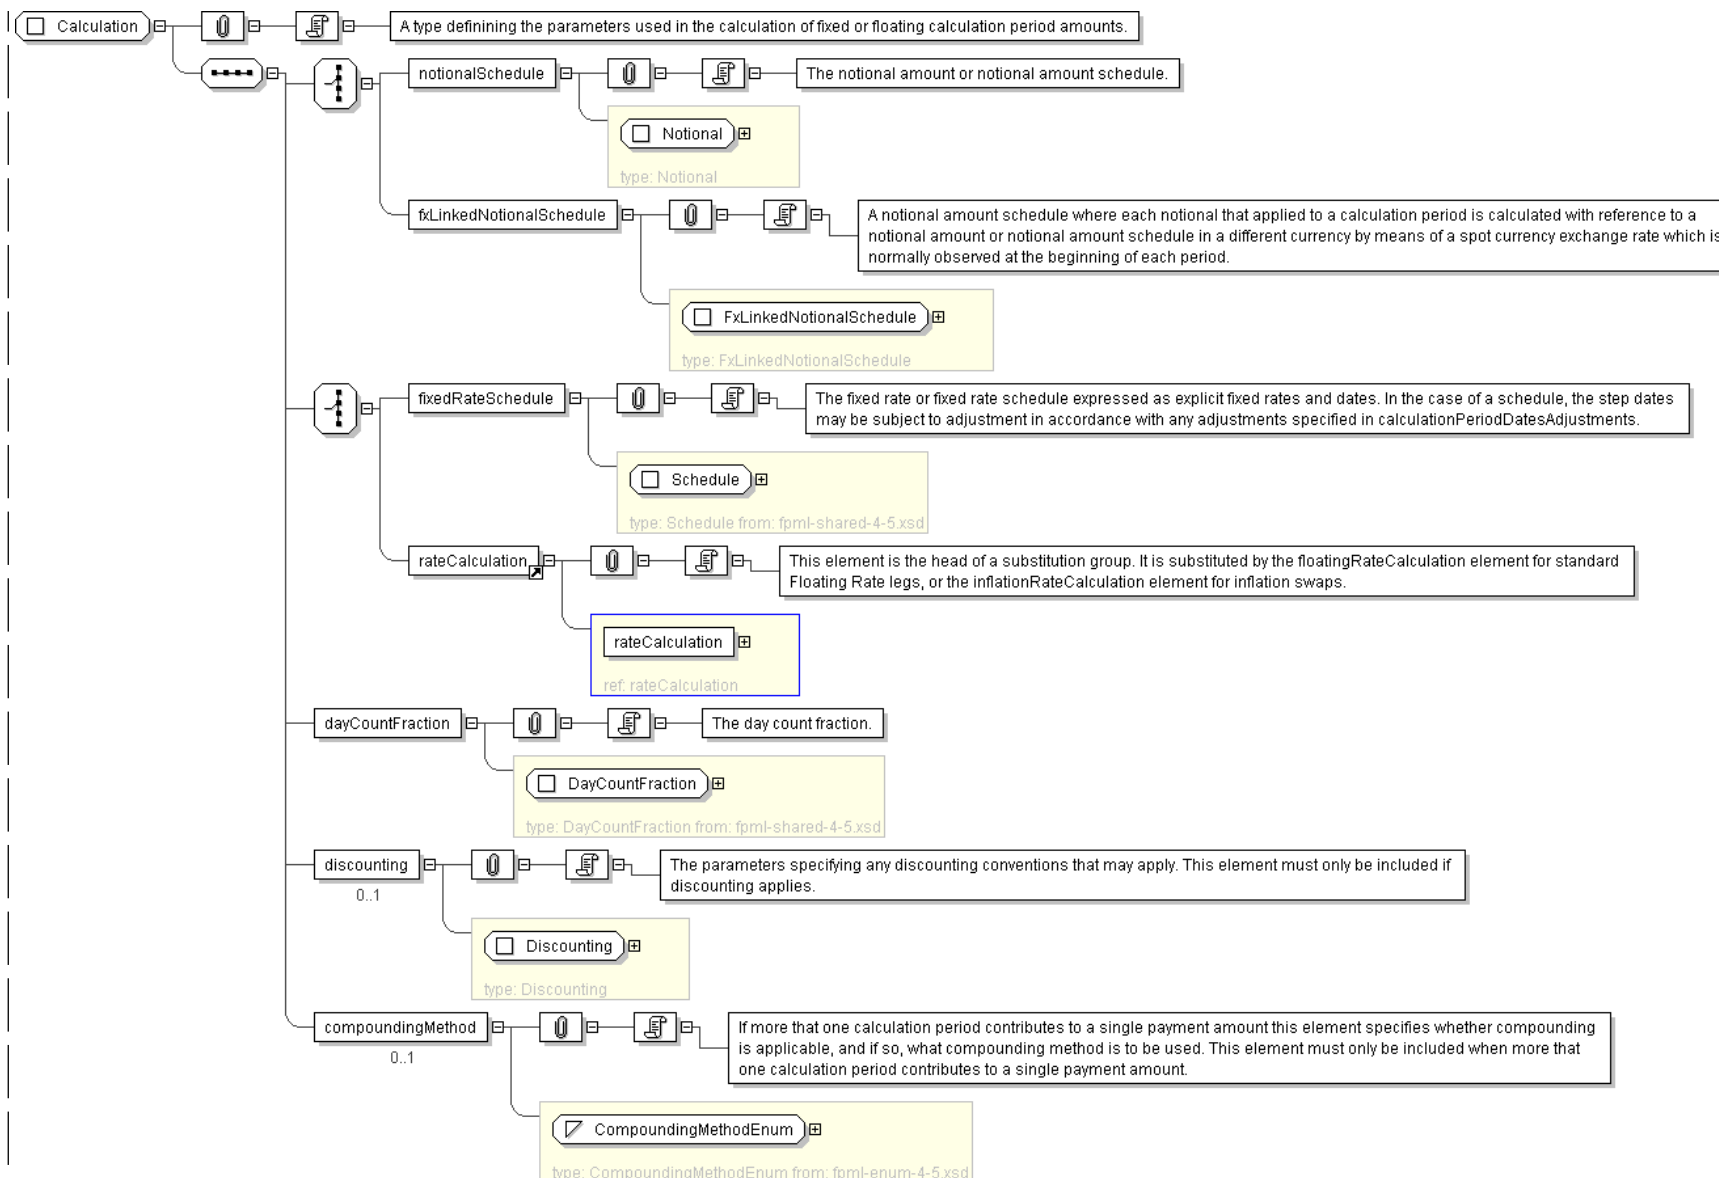 Calculation
A type definining the parameters used in the calculation of fixed or floating calculation period amounts.
notionalSchedule
The notional amount or notional amount schedule.
Notional
type: Notional
fxLinkedNotionalSchedule
A notional amount schedule where each notional that applied to a calculation period is calculated with reference to a
notional amount or notional amount schedule in a different currency by means of a spot currency exchange rate which is
normally observed at the beginning of each period.
FxLinkedNotionalSchedule
type: FxLinkedNotionalSchedule
fixedRateSchedule
The fixed rate or fixed rate schedule expressed as explicit fixed rates and dates. In the case of a schedule, the step dates
may be subject to adjustment in accordance with any adjustments specified in calculationPeriodDatesAdjustments.
Schedule
type: Schedule from: fpml-shared-4-5.xsd
rateCalculation
This element is the head of a substitution group. It is substituted by the floatingRateCalculation element for standard
Floating Rate legs, or the inflationRateCalculation element for inflation swaps.
rateCalculation
ref: rateCalculation
dayCountFraction
The day count fraction.
DayCountFraction
type: DayCountFraction from: fpml-shared-4-5.xsd
discounting
0..1
The parameters specifying any discounting conventions that may apply. This element must only be included if
discounting applies.
Discounting
type: Discounting
compoundingMethod
0..1
If more that one calculation period contributes to a single payment amount this element specifies whether compounding
is applicable, and if so, what compounding method is to be used. This element must only be included when more that
one calculation period contributes to a single payment amount.
CompoundingMethodEnum
type: CompoundingMethodEnum from: fpml-enum-4-5.xsd